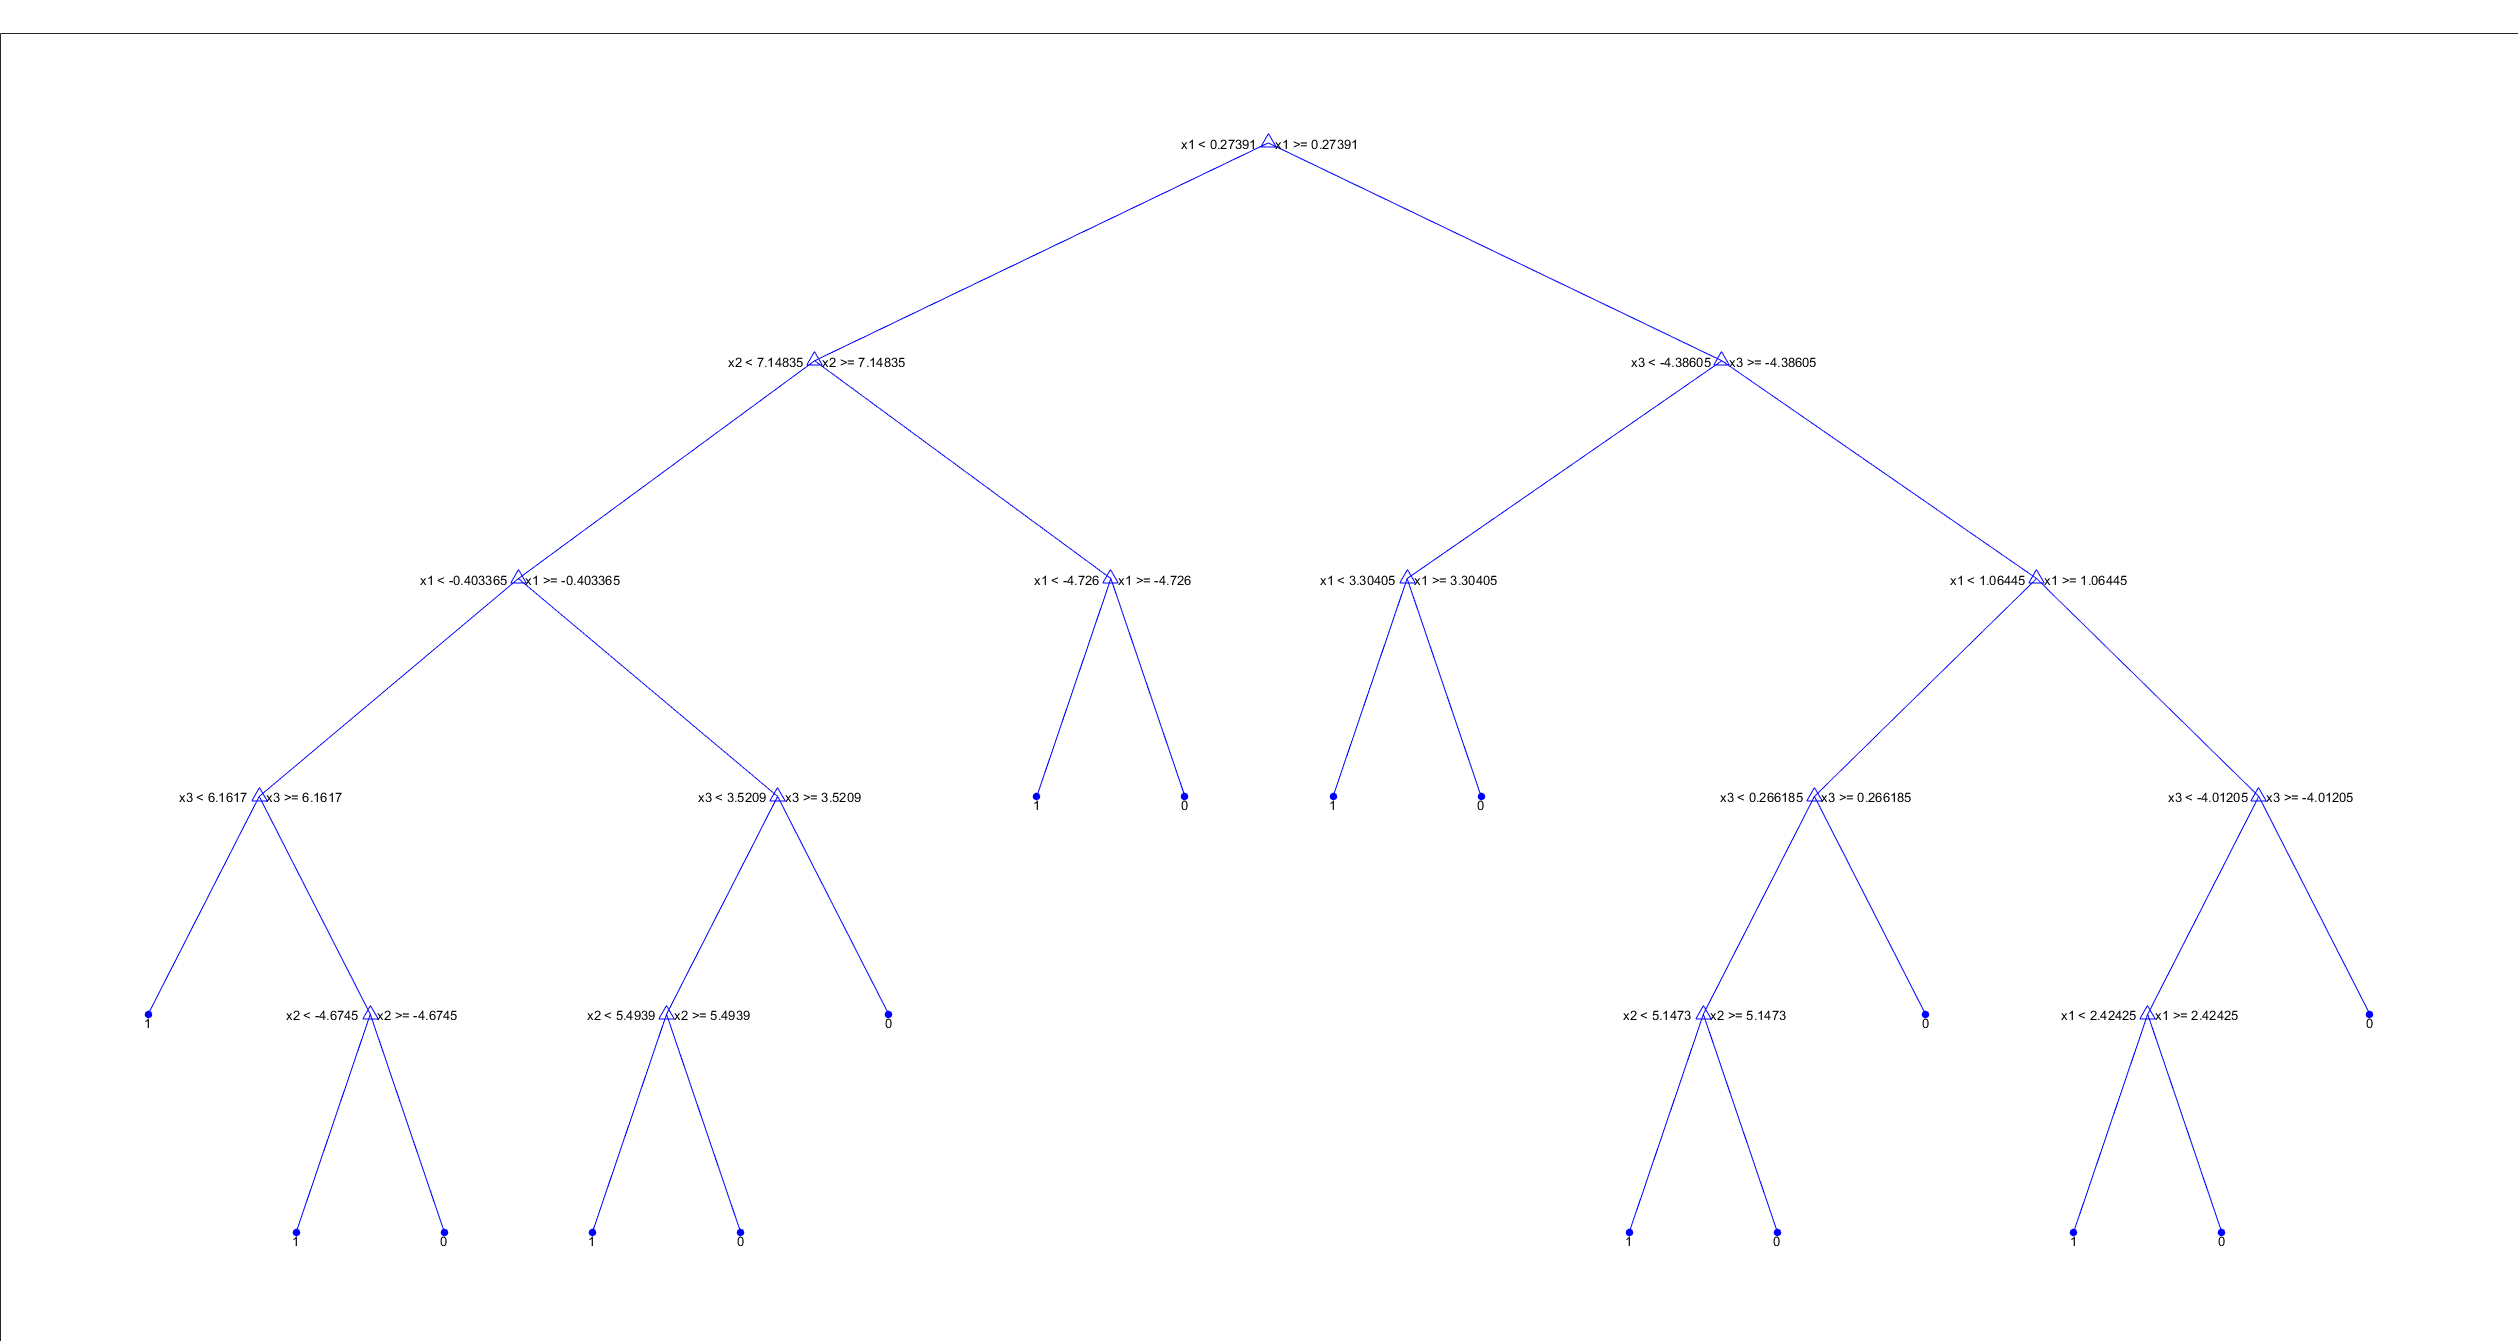 x1 < 0.27391 x1 >= 0.27391
x2 < 7.14835 x2 >= 7.14835 x3 < -4.38605 x3 >= -4.38605
x1 < -0.403365 x1 >= -0.403365 x1 < -4.726 x1 >= -4.726 x1 < 3.30405 x1 >= 3.30405 x1 < 1.06445 x1 >= 1.06445
x3 < 6.1617 x3 >= 6.1617 x3 < 3.5209 x3 >= 3.5209 1 0 1 0 x3 < 0.266185 x3 >= 0.266185 x3 < -4.01205 x3 >= -4.01205
1 x2 < -4.6745 x2 >= -4.6745 x2 < 5.4939 x2 >= 5.4939 0 x2 < 5.1473 x2 >= 5.1473 0 x1 < 2.42425 x1 >= 2.42425 0
1 0 1 0 1 0 1 0